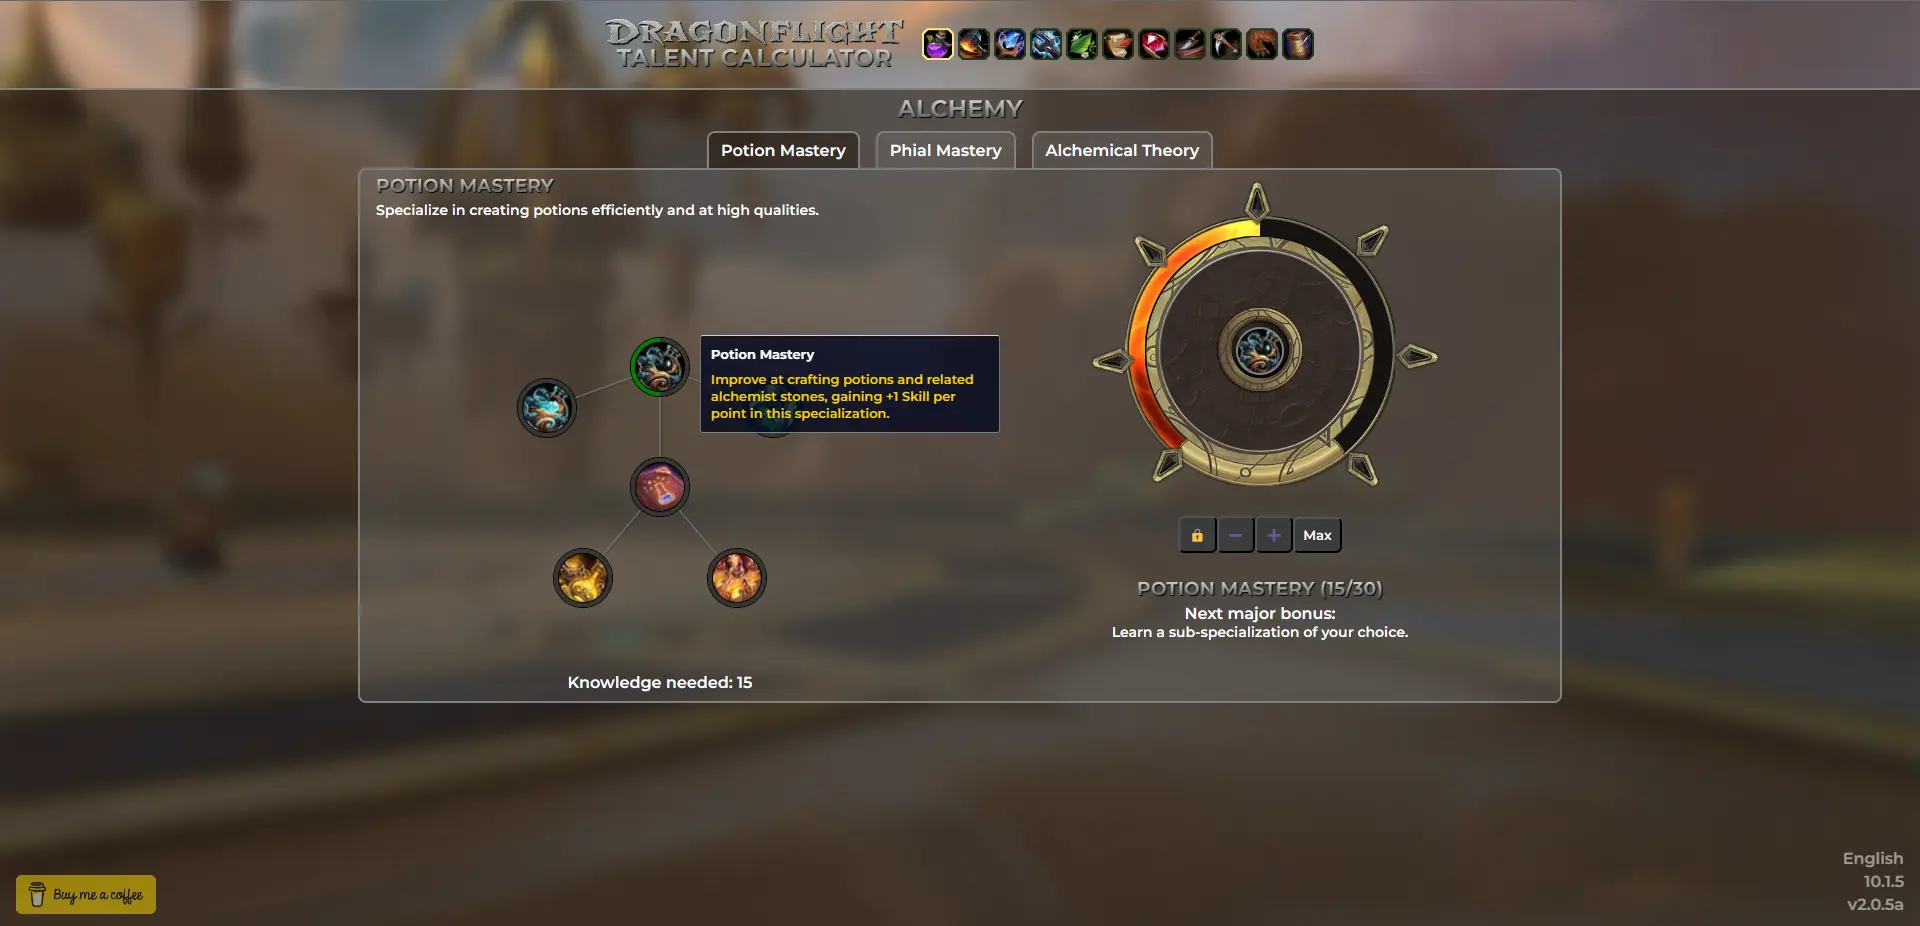 DRAGONFLIGHT
TALENT CALCULATOR
ALCHEMY
Potion Mastery
Phial Mastery
Alchemical Theory
POTION MASTERY
Specialize in creating potions efficiently and at high qualities.
Potion Mastery
Improve at crafting potions and related
alchemist stones, gaining +1 Skill per
point in this specialization.
Knowledge needed: 15
Max
POTION MASTERY (15/30)
Next major bonus:
Learn a sub-specialization of your choice.
Buy me a coffee
English
10.1.5
v2.0.5a